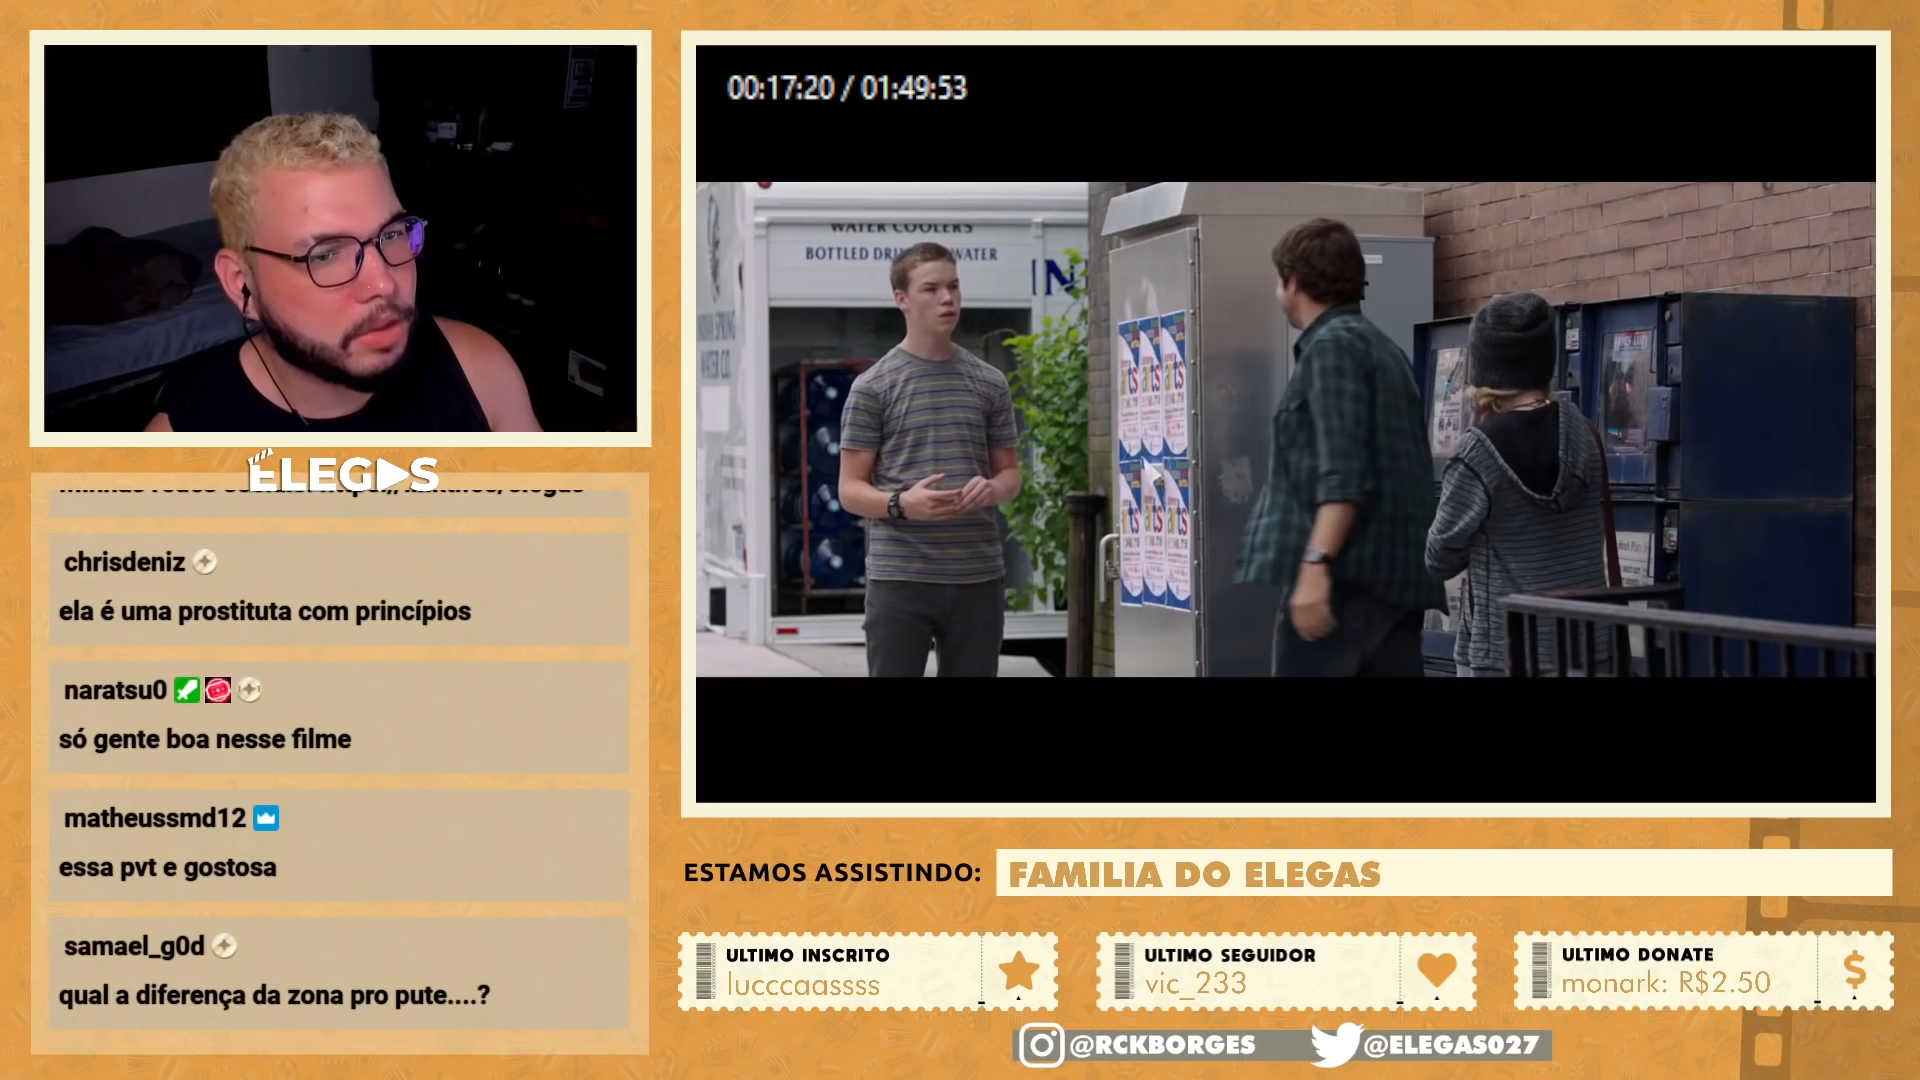 00:17:20 / 01:49:53
WATER COOLERS
WATER
ELEGAS
chrisdeniz
ela é uma prostituta com princípios
naratsu0
só gente boa nesse filme
matheussmd12
essa pvt e gostosa
samael_g0d
qual a diferença da zona pro pute....?
ESTAMOS ASSISTINDO: FAMILIA DO ELEGAS
ULTIMO INSCRITO
lucccaassss
ULTIMO SEGUIDOR
vic_233
ULTIMO DONATE
monark: R$2.50
@RCKBORGES
@ELEGAS027